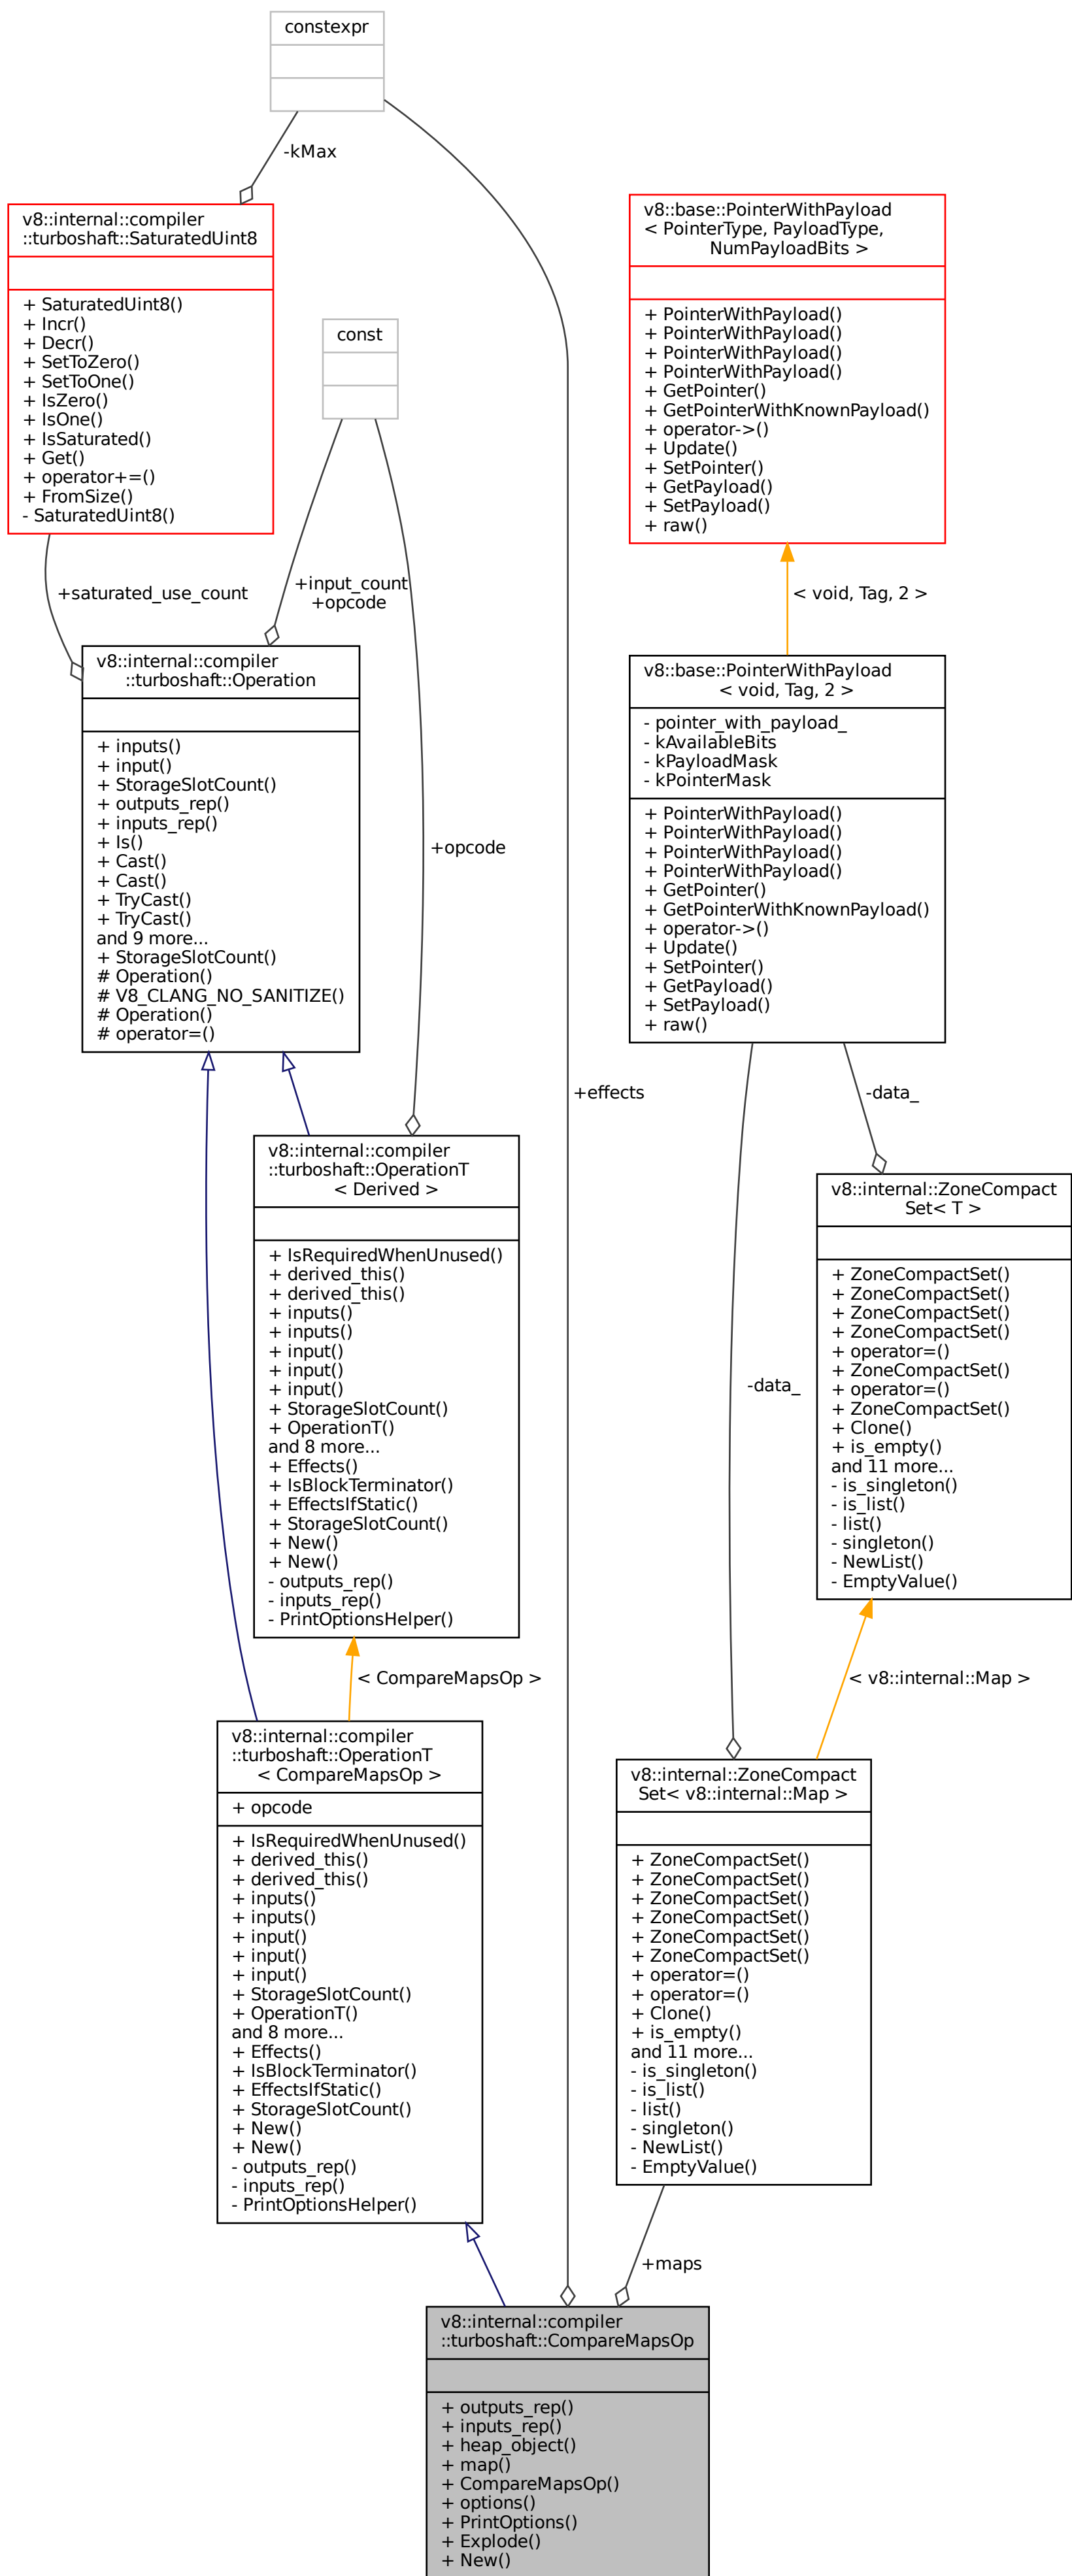 constexpr
-kMax
v8::internal::compiler
::turboshaft::SaturatedUint8
+ SaturatedUint8()
+ Incr()
+ Decr()
+ SetToZero()
+ SetToOne()
+ IsZero()
+ IsOne()
+ IsSaturated()
+ Get()
+ operator+=()
+ FromSize()
- SaturatedUint8()
const
v8::base::PointerWithPayload
< PointerType, PayloadType,
NumPayloadBits >
+ PointerWithPayload()
+ PointerWithPayload()
+ PointerWithPayload()
+ PointerWithPayload()
+ GetPointer()
+ GetPointerWithKnownPayload()
+ operator->()
+ Update()
+ SetPointer()
+ GetPayload()
+ SetPayload()
+ raw()
+saturated_use_count
+input_count
+opcode
< void, Tag, 2 >
v8::internal::compiler
::turboshaft::Operation
+ inputs()
+ input()
+ StorageSlotCount()
+ outputs_rep()
+ inputs_rep()
+ Is()
+ Cast()
+ Cast()
+ TryCast()
+ TryCast()
and 9 more...
+ StorageSlotCount()
# Operation()
# V8_CLANG_NO_SANITIZE()
# Operation()
# operator=()
+opcode
v8::base::PointerWithPayload
< void, Tag, 2 >
- pointer_with_payload_
- kAvailableBits
- kPayloadMask
- kPointerMask
+ PointerWithPayload()
+ PointerWithPayload()
+ PointerWithPayload()
+ PointerWithPayload()
+ GetPointer()
+ GetPointerWithKnownPayload()
+ operator->()
+ Update()
+ SetPointer()
+ GetPayload()
+ SetPayload()
+ raw()
+effects
-data_
v8::internal::compiler
::turboshaft::OperationT
< Derived >
+ IsRequiredWhenUnused()
+ derived_this()
+ derived_this()
+ inputs()
+ inputs()
+ input()
+ input()
+ input()
+ StorageSlotCount()
+ OperationT()
and 8 more...
+ Effects()
+ IsBlockTerminator()
+ EffectsIfStatic()
+ StorageSlotCount()
+ New()
+ New()
- outputs_rep()
- inputs_rep()
- PrintOptionsHelper()
-data_
v8::internal::ZoneCompact
Set< T >
+ ZoneCompactSet()
+ ZoneCompactSet()
+ ZoneCompactSet()
+ ZoneCompactSet()
+ operator=()
+ ZoneCompactSet()
+ operator=()
+ ZoneCompactSet()
+ Clone()
+ is_empty()
and 11 more...
- is_singleton()
- is_list()
- list()
- singleton()
- NewList()
- EmptyValue()
< CompareMapsOp >
< v8::internal::Map >
v8::internal::compiler
::turboshaft::OperationT
< CompareMapsOp >
+ opcode
+ IsRequiredWhenUnused()
+ derived_this()
+ derived_this()
+ inputs()
+ inputs()
+ input()
+ input()
+ input()
+ StorageSlotCount()
+ OperationT()
and 8 more...
+ Effects()
+ IsBlockTerminator()
+ EffectsIfStatic()
+ StorageSlotCount()
+ New()
+ New()
- outputs_rep()
- inputs_rep()
- PrintOptionsHelper()
v8::internal::ZoneCompact
Set< v8::internal::Map >
+ ZoneCompactSet()
+ ZoneCompactSet()
+ ZoneCompactSet()
+ ZoneCompactSet()
+ ZoneCompactSet()
+ ZoneCompactSet()
+ operator=()
+ operator=()
+ Clone()
+ is_empty()
and 11 more...
- is_singleton()
- is_list()
- list()
- singleton()
- NewList()
- EmptyValue()
+maps
v8::internal::compiler
::turboshaft::CompareMapsOp
+ outputs_rep()
+ inputs_rep()
+ heap_object()
+ map()
+ CompareMapsOp()
+ options()
+ PrintOptions()
+ Explode()
+ New()